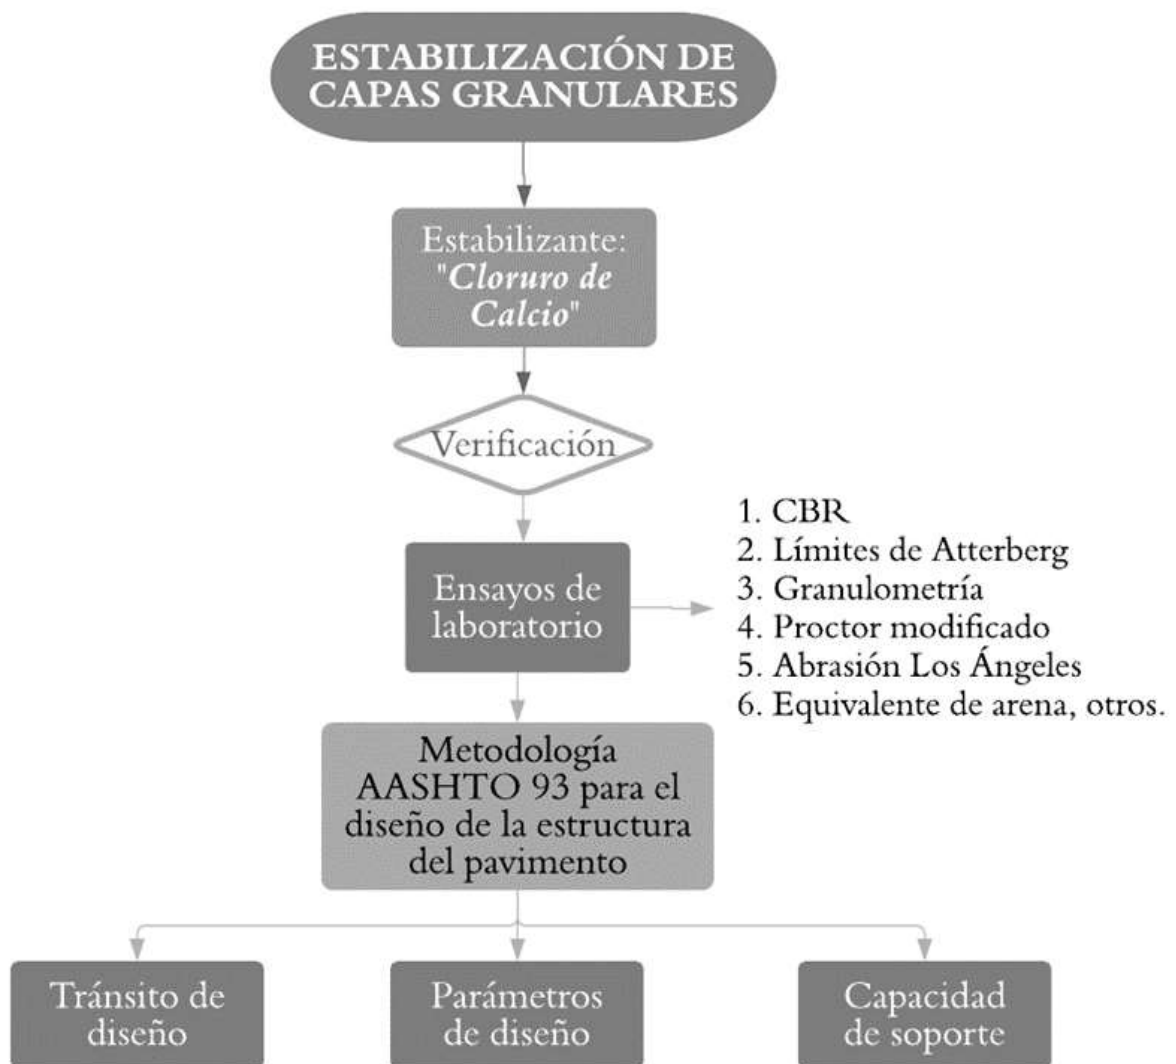 ESTABILIZACIÓN DE
CAPAS GRANULARES
Estabilizante:
"Cloruro de
Calcio"
Verificación
Ensayos de
laboratorio
1. CBR
2. Límites de Atterberg
3. Granulometría
4. Proctor modificado
5. Abrasión Los Ángeles
6. Equivalente de arena, otros.
Metodología
AASHTO 93 para el
diseño de la estructura
del pavimento
Tránsito de
diseño
Parámetros
de diseño
Capacidad
de soporte